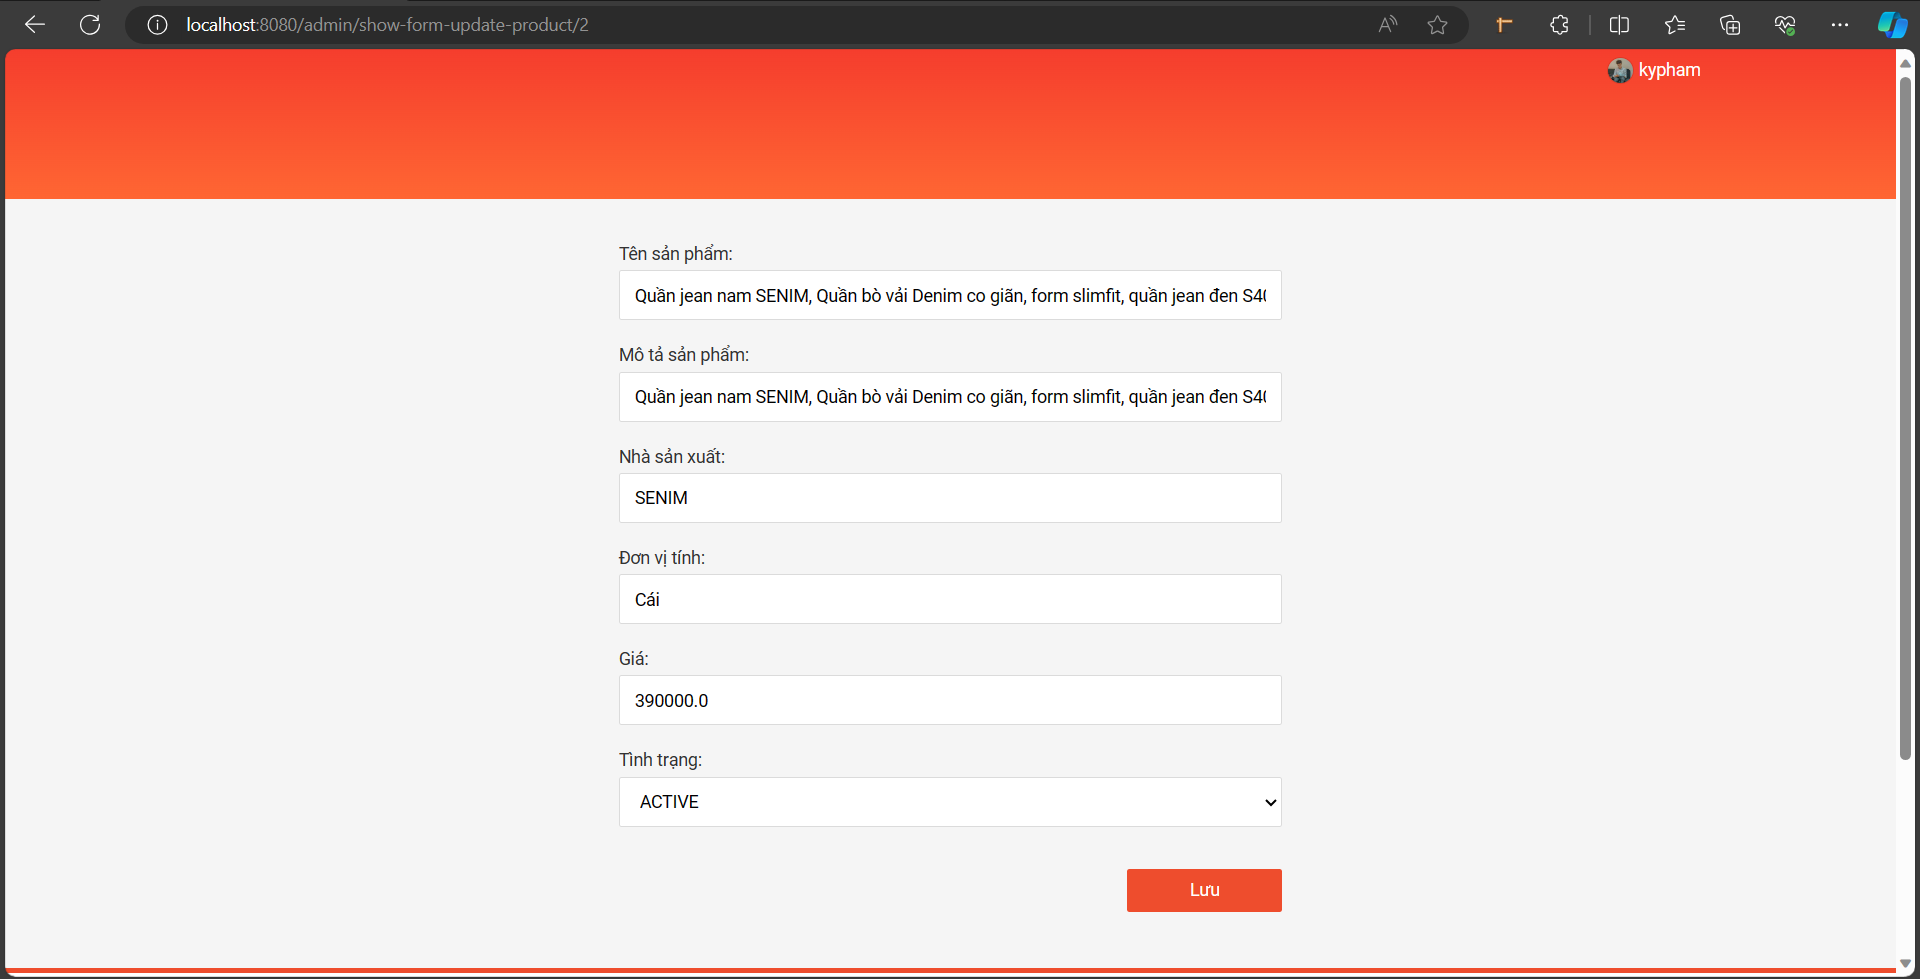 localhost:8080/admin/show-form-update-product/2
kypham
Tên sản phẩm:
Quần jean nam SENIM, Quần bò vải Denim co giãn, form slimfit, quần jean đen S40
Mô tả sản phẩm:
Quần jean nam SENIM, Quần bò vải Denim co giãn, form slimfit, quần jean đen S40
Nhà sản xuất:
SENIM
Đơn vị tính:
Cái
Giá:
390000.0
Tình trạng:
ACTIVE
Lưu